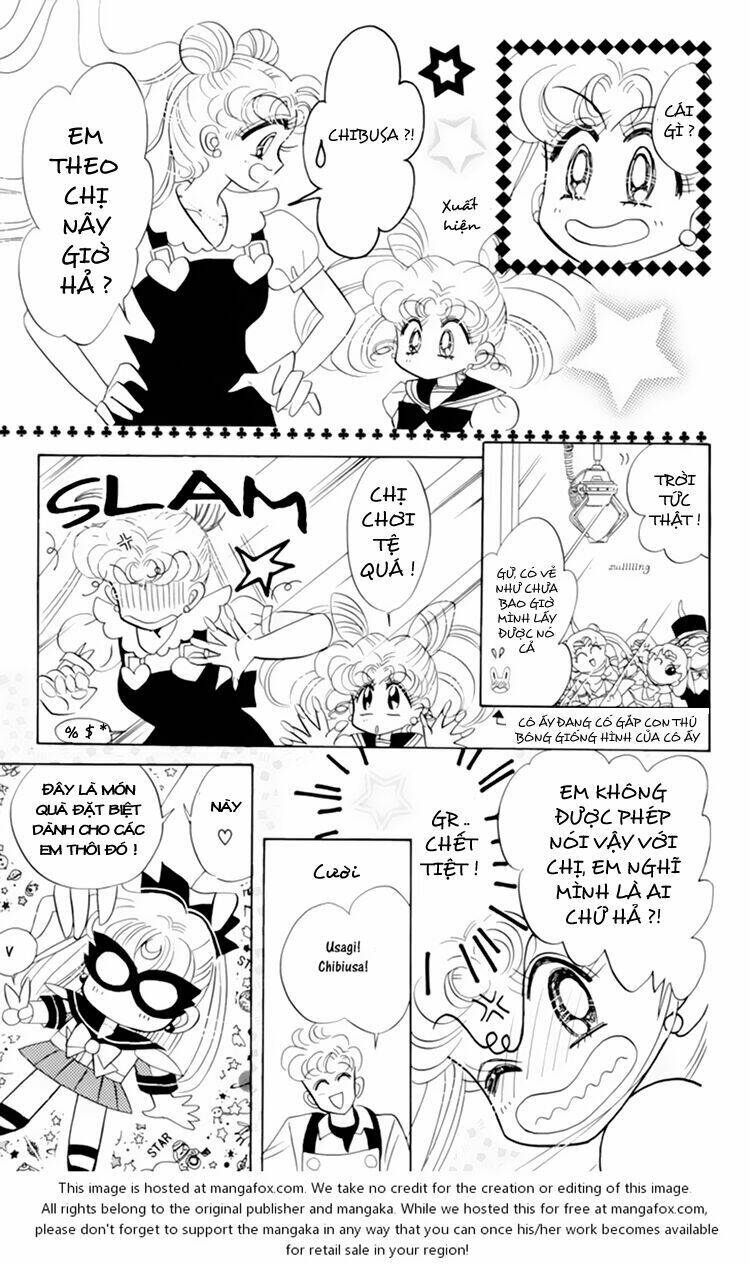 CÁI
GÌ ?
CHIBUSA ?!
EM
THEO
CHỊ
NÃY
GIỜ
HẢ ?
Xuất
hiện
SLAM
CHỊ
CHƠI
TỆ
QUÁ !
% $ *
TRỜI
TỨC
THẬT !
zulllllng
GỪ, CÓ VẺ
NHƯ CHƯA
BAO GIỜ
MÌNH LẤY
ĐƯỢC NÓ
CẢ
CÔ ẤY ĐANG CỐ GẮP CON THÚ
BÔNG GIỐNG HÌNH CỦA CÔ ẤY
EM KHÔNG
ĐƯỢC PHÉP
NÓI VẬY VỚI
CHỊ, EM NGHĨ
MÌNH LÀ AI
CHỨ HẢ ?!
GR ..
CHẾT
TIỆT !
Cười
Usagi!
Chibiusa!
NÀY
♡
ĐÂY LÀ MÓN
QUÀ ĐẶT BIỆT
DÀNH CHO CÁC
EM THÔI ĐÓ !
V
STAR
STAR
This image is hosted at mangafox.com. We take no credit for the creation or editing of this image.
All rights belong to the original publisher and mangaka. While we hosted this for free at mangafox.com,
please don't forget to support the mangaka in any way that you can once his/her work becomes available
for retail sale in your region!